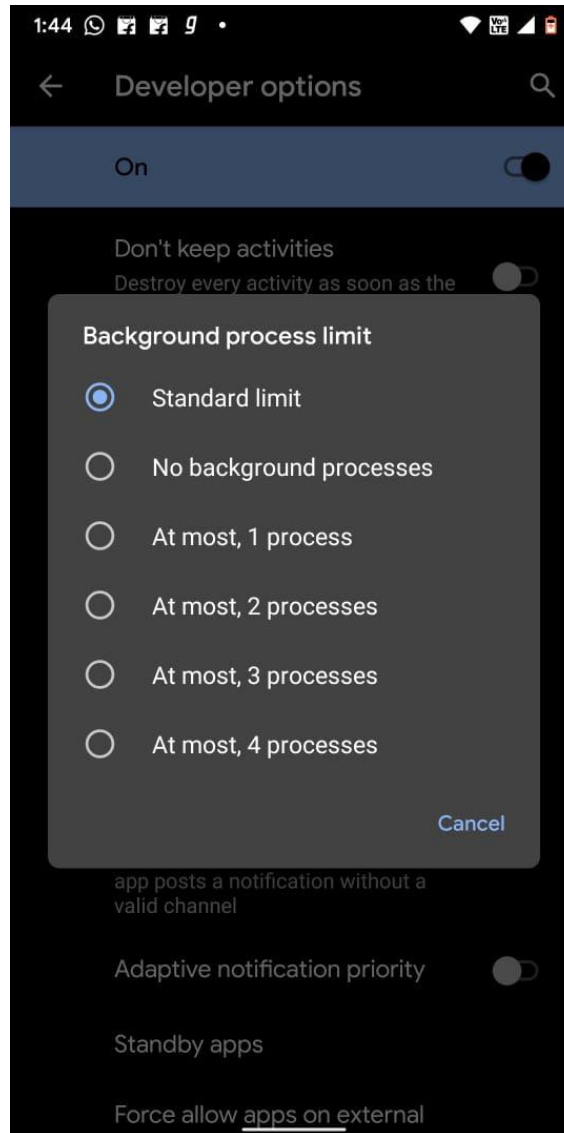 1:44 g
Vo)) LTE
Developer options
On
Don't keep activities
Destroy every activity as soon as the
Background process limit
Standard limit
No background processes
At most, 1 process
At most, 2 processes
At most, 3 processes
At most, 4 processes
Cancel
app posts a notification without a
valid channel
Adaptive notification priority
Standby apps
Force allow apps on external